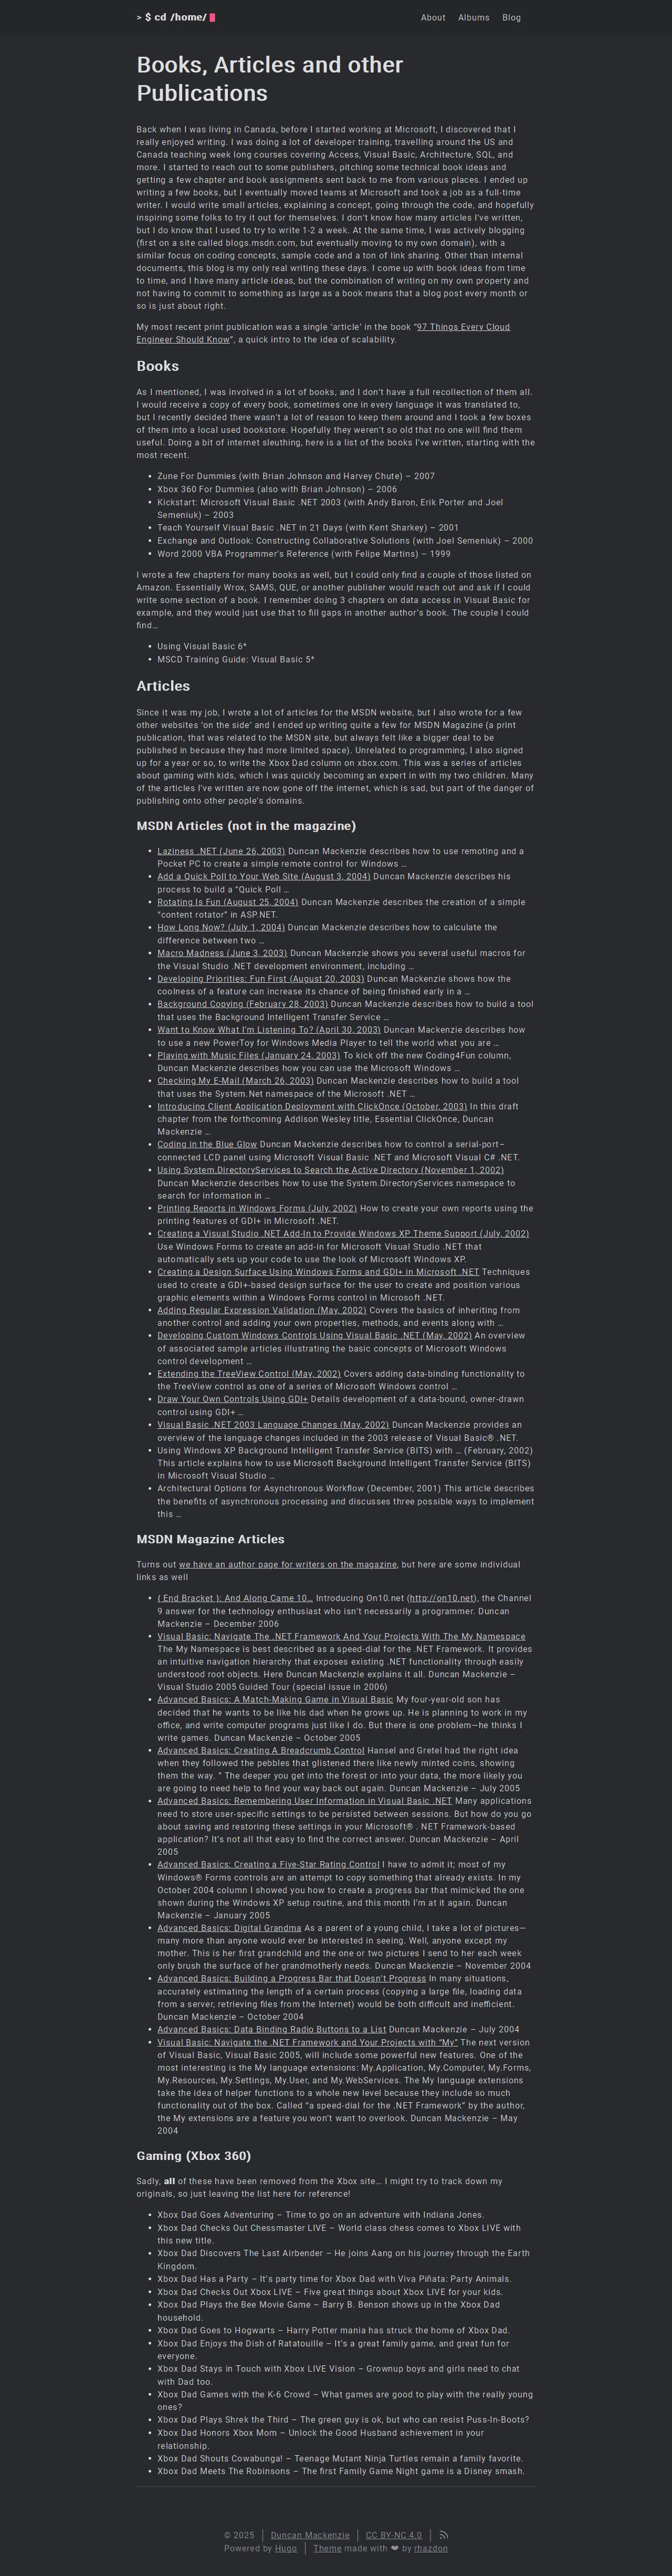 > $ cd /home/
About
Albums
Blog
Books, Articles and other
Publications
Back when I was living in Canada, before I started working at Microsoft, I discovered that I
really enjoyed writing. I was doing a lot of developer training, travelling around the US and
Canada teaching week long courses covering Access, Visual Basic, Architecture, SQL, and
more. I started to reach out to some publishers, pitching some technical book ideas and
getting a few chapter and book assignments sent back to me from various places. I ended up
writing a few books, but I eventually moved teams at Microsoft and took a job as a full-time
writer. I would write small articles, explaining a concept, going through the code, and hopefully
inspiring some folks to try it out for themselves. I don't know how many articles I've written,
but I do know that I used to try to write 1-2 a week. At the same time, I was actively blogging
(first on a site called blogs.msdn.com, but eventually moving to my own domain), with a
similar focus on coding concepts, sample code and a ton of link sharing. Other than internal
documents, this blog is my only real writing these days. I come up with book ideas from time
to time, and I have many article ideas, but the combination of writing on my own property and
not having to commit to something as large as a book means that a blog post every month or
so is just about right.
My most recent print publication was a single 'article' in the book “97 Things Every Cloud
Engineer Should Know”, a quick intro to the idea of scalability.
Books
As I mentioned, I was involved in a lot of books, and I don't have a full recollection of them all.
I would receive a copy of every book, sometimes one in every language it was translated to,
but I recently decided there wasn't a lot of reason to keep them around and I took a few boxes
of them into a local used bookstore. Hopefully they weren't so old that no one will find them
useful. Doing a bit of internet sleuthing, here is a list of the books I've written, starting with the
most recent.
• Zune For Dummies (with Brian Johnson and Harvey Chute) – 2007
• Xbox 360 For Dummies (also with Brian Johnson) – 2006
• Kickstart: Microsoft Visual Basic .NET 2003 (with Andy Baron, Erik Porter and Joel
Semeniuk) – 2003
• Teach Yourself Visual Basic .NET in 21 Days (with Kent Sharkey) – 2001
• Exchange and Outlook: Constructing Collaborative Solutions (with Joel Semeniuk) – 2000
• Word 2000 VBA Programmer's Reference (with Felipe Martins) – 1999
I wrote a few chapters for many books as well, but I could only find a couple of those listed on
Amazon. Essentially Wrox, SAMS, QUE, or another publisher would reach out and ask if I could
write some section of a book. I remember doing 3 chapters on data access in Visual Basic for
example, and they would just use that to fill gaps in another author's book. The couple I could
find…
• Using Visual Basic 6*
• MSCD Training Guide: Visual Basic 5*
Articles
Since it was my job, I wrote a lot of articles for the MSDN website, but I also wrote for a few
other websites 'on the side' and I ended up writing quite a few for MSDN Magazine (a print
publication, that was related to the MSDN site, but always felt like a bigger deal to be
published in because they had more limited space). Unrelated to programming, I also signed
up for a year or so, to write the Xbox Dad column on xbox.com. This was a series of articles
about gaming with kids, which I was quickly becoming an expert in with my two children. Many
of the articles I've written are now gone off the internet, which is sad, but part of the danger of
publishing onto other people's domains.
MSDN Articles (not in the magazine)
• Laziness .NET (June 26, 2003) Duncan Mackenzie describes how to use remoting and a
Pocket PC to create a simple remote control for Windows …
• Add a Quick Poll to Your Web Site (August 3, 2004) Duncan Mackenzie describes his
process to build a “Quick Poll …
• Rotating Is Fun (August 25, 2004) Duncan Mackenzie describes the creation of a simple
“content rotator” in ASP.NET.
• How Long Now? (July 1, 2004) Duncan Mackenzie describes how to calculate the
difference between two …
• Macro Madness (June 3, 2003) Duncan Mackenzie shows you several useful macros for
the Visual Studio .NET development environment, including …
• Developing Priorities: Fun First (August 20, 2003) Duncan Mackenzie shows how the
coolness of a feature can increase its chance of being finished early in a …
• Background Copying (February 28, 2003) Duncan Mackenzie describes how to build a tool
that uses the Background Intelligent Transfer Service …
• Want to Know What I'm Listening To? (April 30, 2003) Duncan Mackenzie describes how
to use a new PowerToy for Windows Media Player to tell the world what you are …
• Playing with Music Files (January 24, 2003) To kick off the new Coding4Fun column,
Duncan Mackenzie describes how you can use the Microsoft Windows …
• Checking My E-Mail (March 26, 2003) Duncan Mackenzie describes how to build a tool
that uses the System.Net namespace of the Microsoft .NET …
• Introducing Client Application Deployment with ClickOnce (October, 2003) In this draft
chapter from the forthcoming Addison Wesley title, Essential ClickOnce, Duncan
Mackenzie …
• Coding in the Blue Glow Duncan Mackenzie describes how to control a serial-port–
connected LCD panel using Microsoft Visual Basic .NET and Microsoft Visual C# .NET.
• Using System.DirectoryServices to Search the Active Directory (November 1, 2002)
Duncan Mackenzie describes how to use the System.DirectoryServices namespace to
search for information in …
• Printing Reports in Windows Forms (July, 2002) How to create your own reports using the
printing features of GDI+ in Microsoft .NET.
• Creating a Visual Studio .NET Add-In to Provide Windows XP Theme Support (July, 2002)
Use Windows Forms to create an add-in for Microsoft Visual Studio .NET that
automatically sets up your code to use the look of Microsoft Windows XP.
• Creating a Design Surface Using Windows Forms and GDI+ in Microsoft .NET Techniques
used to create a GDI+-based design surface for the user to create and position various
graphic elements within a Windows Forms control in Microsoft .NET.
• Adding Regular Expression Validation (May, 2002) Covers the basics of inheriting from
another control and adding your own properties, methods, and events along with …
• Developing Custom Windows Controls Using Visual Basic .NET (May, 2002) An overview
of associated sample articles illustrating the basic concepts of Microsoft Windows
control development …
• Extending the TreeView Control (May, 2002) Covers adding data-binding functionality to
the TreeView control as one of a series of Microsoft Windows control …
• Draw Your Own Controls Using GDI+ Details development of a data-bound, owner-drawn
control using GDI+ …
• Visual Basic .NET 2003 Language Changes (May, 2002) Duncan Mackenzie provides an
overview of the language changes included in the 2003 release of Visual Basic® .NET.
• Using Windows XP Background Intelligent Transfer Service (BITS) with … (February, 2002)
This article explains how to use Microsoft Background Intelligent Transfer Service (BITS)
in Microsoft Visual Studio …
• Architectural Options for Asynchronous Workflow (December, 2001) This article describes
the benefits of asynchronous processing and discusses three possible ways to implement
this …
MSDN Magazine Articles
Turns out we have an author page for writers on the magazine, but here are some individual
links as well
• { End Bracket }: And Along Came 10… Introducing On10.net (http://on10.net), the Channel
9 answer for the technology enthusiast who isn't necessarily a programmer. Duncan
Mackenzie – December 2006
• Visual Basic: Navigate The .NET Framework And Your Projects With The My Namespace
The My Namespace is best described as a speed-dial for the .NET Framework. It provides
an intuitive navigation hierarchy that exposes existing .NET functionality through easily
understood root objects. Here Duncan Mackenzie explains it all. Duncan Mackenzie –
Visual Studio 2005 Guided Tour (special issue in 2006)
• Advanced Basics: A Match-Making Game in Visual Basic My four-year-old son has
decided that he wants to be like his dad when he grows up. He is planning to work in my
office, and write computer programs just like I do. But there is one problem—he thinks I
write games. Duncan Mackenzie – October 2005
• Advanced Basics: Creating A Breadcrumb Control Hansel and Gretel had the right idea
when they followed the pebbles that glistened there like newly minted coins, showing
them the way. ” The deeper you get into the forest or into your data, the more likely you
are going to need help to find your way back out again. Duncan Mackenzie – July 2005
• Advanced Basics: Remembering User Information in Visual Basic .NET Many applications
need to store user-specific settings to be persisted between sessions. But how do you go
about saving and restoring these settings in your Microsoft® . NET Framework-based
application? It's not all that easy to find the correct answer. Duncan Mackenzie – April
2005
• Advanced Basics: Creating a Five-Star Rating Control I have to admit it; most of my
Windows® Forms controls are an attempt to copy something that already exists. In my
October 2004 column I showed you how to create a progress bar that mimicked the one
shown during the Windows XP setup routine, and this month I'm at it again. Duncan
Mackenzie – January 2005
• Advanced Basics: Digital Grandma As a parent of a young child, I take a lot of pictures—
many more than anyone would ever be interested in seeing. Well, anyone except my
mother. This is her first grandchild and the one or two pictures I send to her each week
only brush the surface of her grandmotherly needs. Duncan Mackenzie – November 2004
• Advanced Basics: Building a Progress Bar that Doesn't Progress In many situations,
accurately estimating the length of a certain process (copying a large file, loading data
from a server, retrieving files from the Internet) would be both difficult and inefficient.
Duncan Mackenzie – October 2004
• Advanced Basics: Data Binding Radio Buttons to a List Duncan Mackenzie – July 2004
• Visual Basic: Navigate the .NET Framework and Your Projects with “My” The next version
of Visual Basic, Visual Basic 2005, will include some powerful new features. One of the
most interesting is the My language extensions: My.Application, My.Computer, My.Forms,
My.Resources, My.Settings, My.User, and My.WebServices. The My language extensions
take the idea of helper functions to a whole new level because they include so much
functionality out of the box. Called “a speed-dial for the .NET Framework” by the author,
the My extensions are a feature you won't want to overlook. Duncan Mackenzie – May
2004
Gaming (Xbox 360)
Sadly, all of these have been removed from the Xbox site… I might try to track down my
originals, so just leaving the list here for reference!
• Xbox Dad Goes Adventuring – Time to go on an adventure with Indiana Jones.
• Xbox Dad Checks Out Chessmaster LIVE – World class chess comes to Xbox LIVE with
this new title.
• Xbox Dad Discovers The Last Airbender – He joins Aang on his journey through the Earth
Kingdom.
• Xbox Dad Has a Party – It's party time for Xbox Dad with Viva Piñata: Party Animals.
• Xbox Dad Checks Out Xbox LIVE – Five great things about Xbox LIVE for your kids.
• Xbox Dad Plays the Bee Movie Game – Barry B. Benson shows up in the Xbox Dad
household.
• Xbox Dad Goes to Hogwarts – Harry Potter mania has struck the home of Xbox Dad.
• Xbox Dad Enjoys the Dish of Ratatouille – It's a great family game, and great fun for
everyone.
• Xbox Dad Stays in Touch with Xbox LIVE Vision – Grownup boys and girls need to chat
with Dad too.
• Xbox Dad Games with the K-6 Crowd – What games are good to play with the really young
ones?
• Xbox Dad Plays Shrek the Third – The green guy is ok, but who can resist Puss-In-Boots?
• Xbox Dad Honors Xbox Mom – Unlock the Good Husband achievement in your
relationship.
• Xbox Dad Shouts Cowabunga! – Teenage Mutant Ninja Turtles remain a family favorite.
• Xbox Dad Meets The Robinsons – The first Family Game Night game is a Disney smash.
© 2025 | Duncan Mackenzie | CC BY-NC 4.0 |
Powered by Hugo | Theme made with ❤ by rhazdon